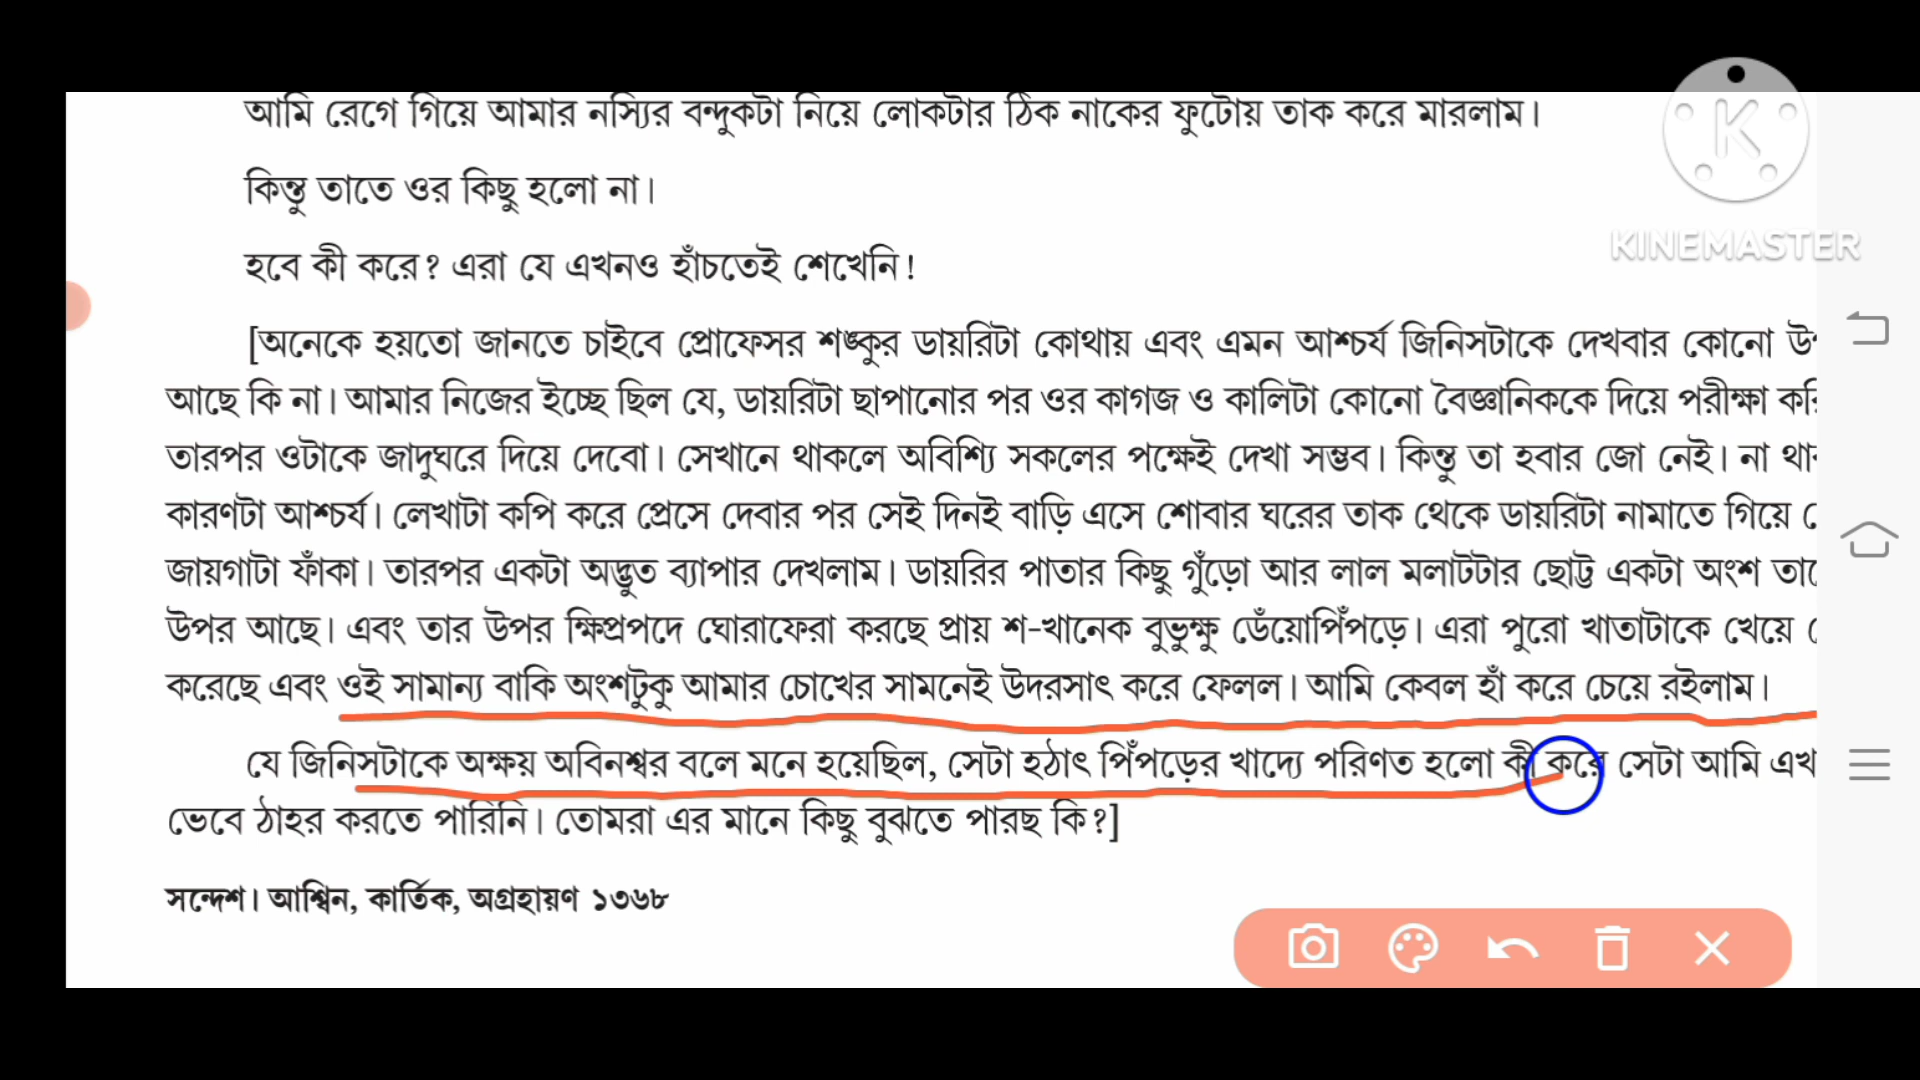 আমি রেগে গিয়ে আমার নস্যির বন্দুকটা নিয়ে লোকটার ঠিক নাকের ফুটোয় তাক করে মারলাম।
KINEMASTER
কিন্তু তাতে ওর কিছু হলো না।
হবে কী করে? এরা যে এখনও হাঁচতেই শেখেনি!
[অনেকে হয়তো জানতে চাইবে প্রোফেসর শঙ্কুর ডায়রিটা কোথায় এবং এমন আশ্চর্য জিনিসটাকে দেখবার কোনো
আছে কি না। আমার নিজের ইচ্ছে ছিল যে, ডায়রিটা ছাপানোর পর ওর কাগজ ও কালিটা কোনো বৈজ্ঞানিককে দিয়ে পরীক্ষা
তারপর ওটাকে জাদুঘরে দিয়ে দেবো। সেখানে থাকলে অবিশ্যি সকলের পক্ষেই দেখা সম্ভব। কিন্তু তা হবার জো নেই। না
কারণটা আশ্চর্য। লেখাটা কপি করে প্রেসে দেবার পর সেই দিনই বাড়ি এসে শোবার ঘরের তাক থেকে ডায়রিটা নামাতে গিয়ে
জায়গাটা ফাঁকা। তারপর একটা অদ্ভুত ব্যাপার দেখলাম। ডায়রির পাতার কিছু গুঁড়ো আর লাল মলাটটার ছোট্ট একটা অংশ
উপর আছে। এবং তার উপর ক্ষিপ্রপদে ঘোরাফেরা করছে প্রায় শ-খানেক বুভুক্ষু ডেঁয়োপিঁপড়ে। এরা পুরো খাতাটাকে খেয়ে
করেছে এবং ওই সামান্য বাকি অংশটুকু আমার চোখের সামনেই উদরসাৎ করে ফেলল। আমি কেবল হাঁ করে চেয়ে রইলাম।
যে জিনিসটাকে অক্ষয় অবিনশ্বর বলে মনে হয়েছিল, সেটা হঠাৎ পিঁপড়ের খাদ্যে পরিণত হলো কী করে সেটা আমি
ভেবে ঠাহর করতে পারিনি। তোমরা এর মানে কিছু বুঝতে পারছ কি?]
সন্দেশ। আশ্বিন, কার্তিক, অগ্রহায়ণ ১৩৬৮